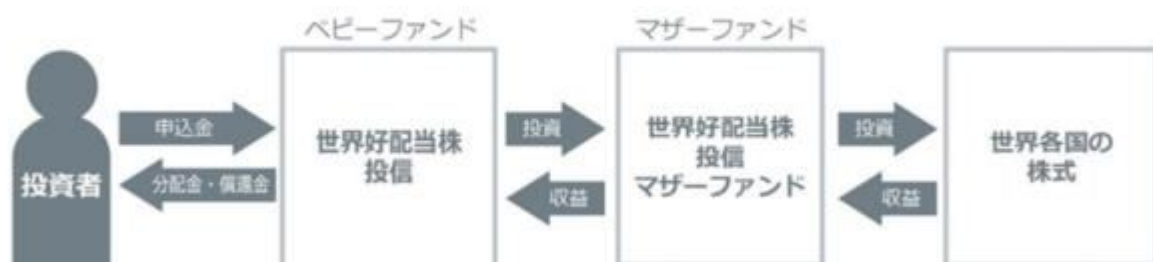 ベビーファンド
マザーファンド
投資者
申込金
分配金・償還金
世界好配当株
投信
投資
収益
世界好配当株
投信
マザーファンド
投資
収益
世界各国の
株式